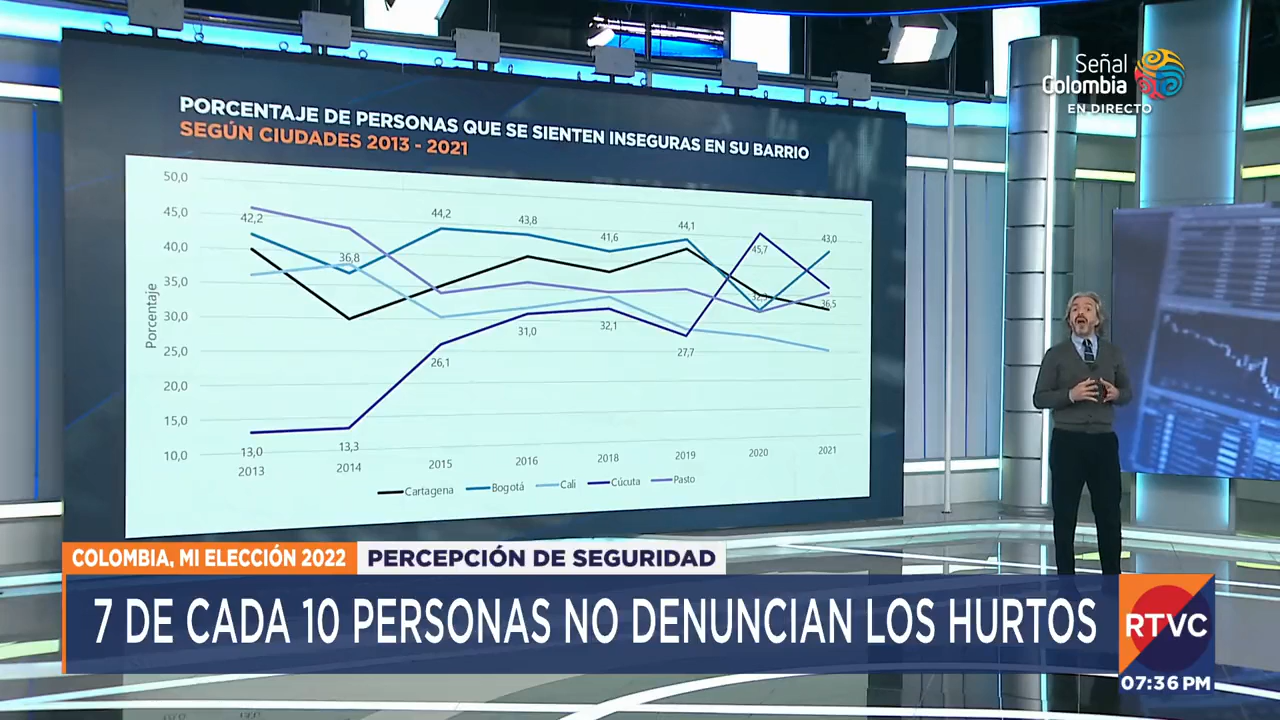 Señal
Colombia
EN DIRECTO
PORCENTAJE DE PERSONAS QUE SE SIENTEN INSEGURAS EN SU BARRIO
SEGÚN CIUDADES 2013 - 2021
Porcentaje
50,0
45,0
40,0
35,0
30,0
25,0
20,0
15,0
10,0
42,2
36,8
44,2
43,8
41,6
44,1
45,7
43,0
32,3
36,5
13,0
13,3
26,1
31,0
32,1
27,7
2013
2014
2015
2016
2018
2019
2020
2021
Cartagena
Bogotá
Cali
Cúcuta
Pasto
COLOMBIA, MI ELECCIÓN 2022
PERCEPCIÓN DE SEGURIDAD
7 DE CADA 10 PERSONAS NO DENUNCIAN LOS HURTOS
RTVC
07:36 PM